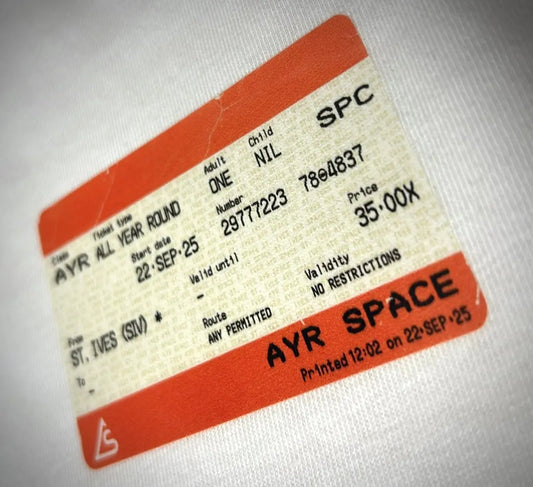 Class Ticket type Adult Child
AYR ALL YEAR ROUND ONE NIL SPC
Start date Number
22·SEP·25 29777223 7804837
Valid until Price
– 35·00X
From Route Validity
ST. IVES (SIV) * ANY PERMITTED NO RESTRICTIONS
To
–
AYR SPACE
Printed 12:02 on 22·SEP·25